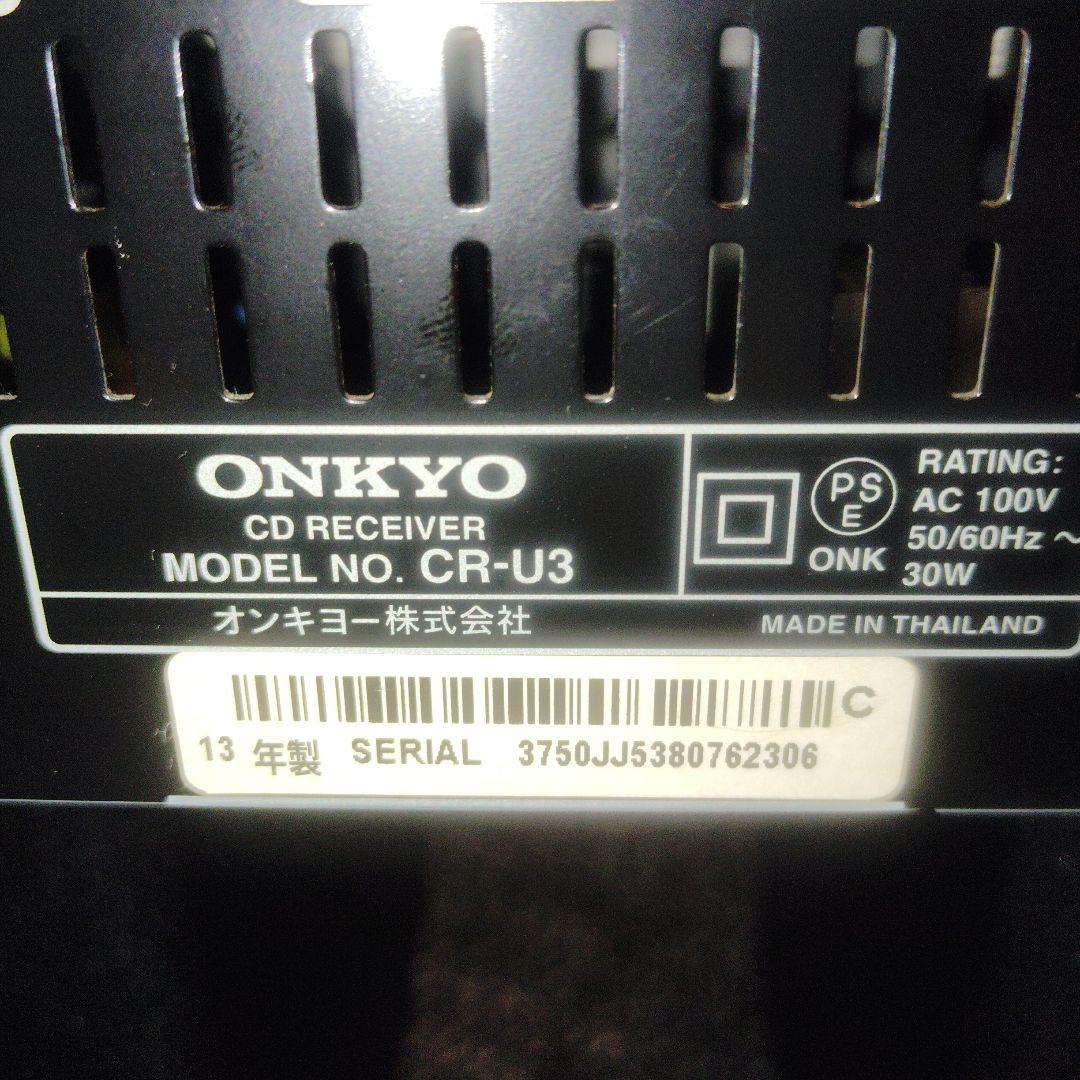 ONKYO
CD RECEIVER
MODEL NO. CR-U3
PSE
ONK
RATING:
AC 100V
50/60Hz ~
30W
オンキヨー株式会社
MADE IN THAILAND
C
13 年製 SERIAL 3750JJ5380762306